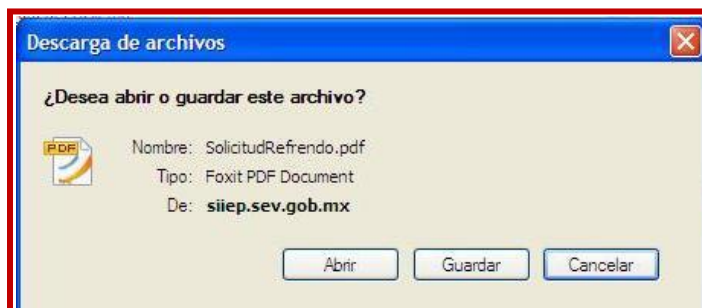 Descarga de archivos
¿Desea abrir o guardar este archivo?
PDF
Nombre: SolicitudRefrendo.pdf
Tipo: Foxit PDF Document
De: siiep.sev.gob.mx
Abrir Guardar Cancelar